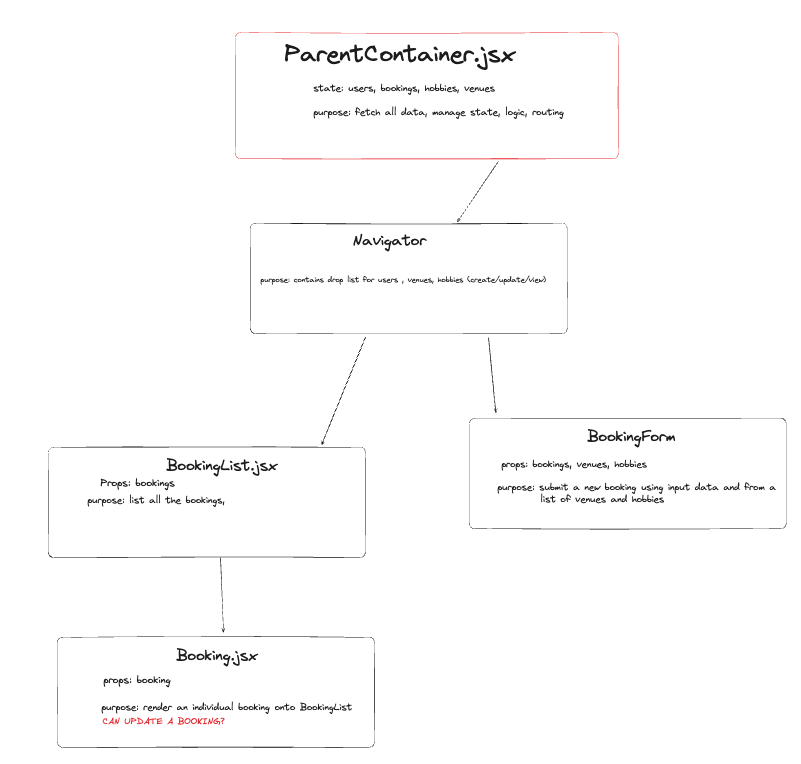 ParentContainer.jsx
state: users, bookings, hobbies, venues
purpose: fetch all data, manage state, logic, routing
Navigator
purpose: contains drop list for users , venues, hobbies (create/update/view)
BookingList.jsx
Props: bookings
purpose: list all the bookings,
BookingForm
props: bookings, venues, hobbies
purpose: submit a new booking using input data and from a
list of venues and hobbies
Booking.jsx
props: booking
purpose: render an individual booking onto BookingList
CAN UPDATE A BOOKING?